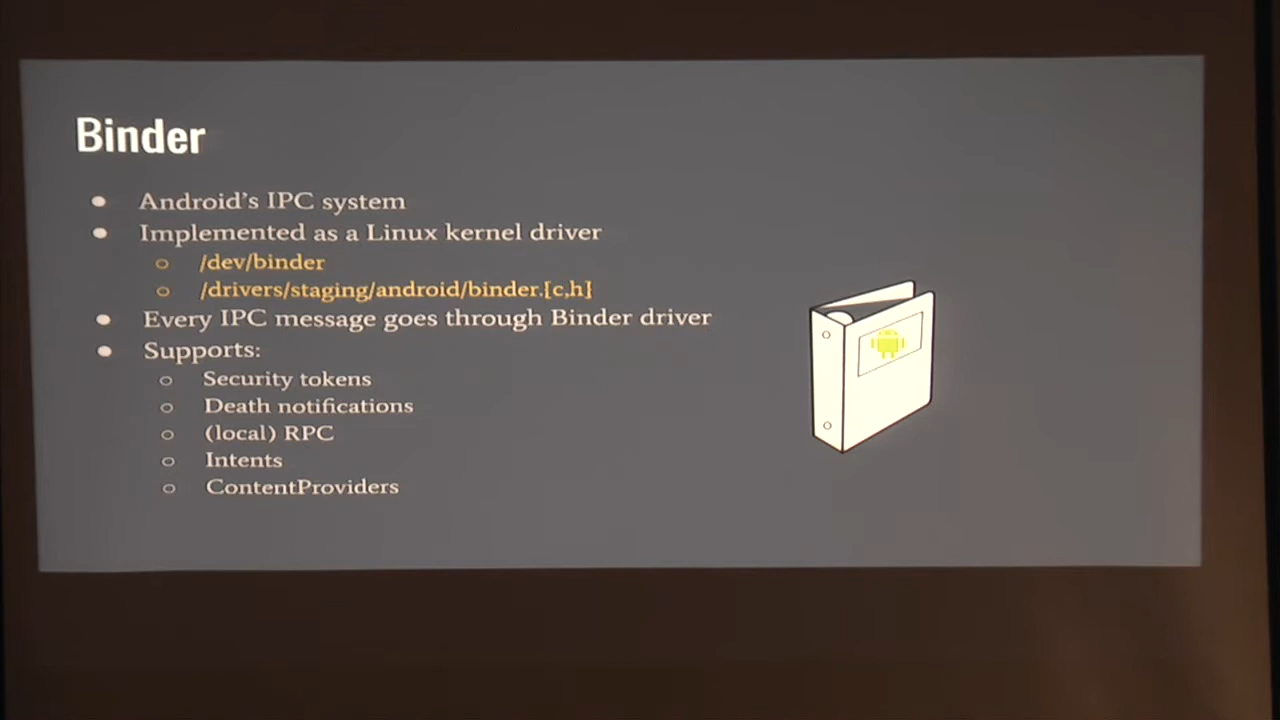 Binder
● Android's IPC system
● Implemented as a Linux kernel driver
○ /dev/binder
○ /drivers/staging/android/binder.[c,h]
● Every IPC message goes through Binder driver
● Supports:
○ Security tokens
○ Death notifications
○ (local) RPC
○ Intents
○ ContentProviders